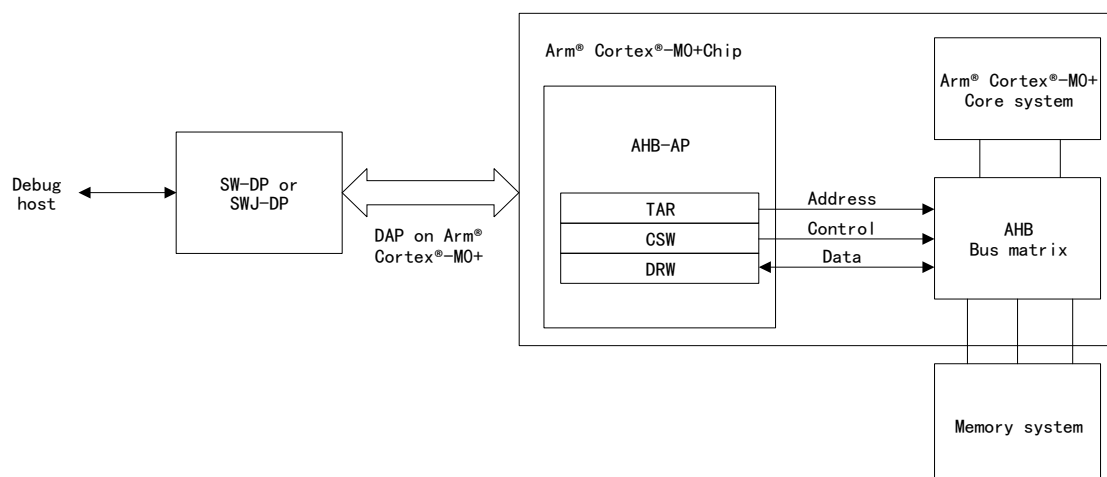 Arm® Cortex®-M0+Chip
Arm® Cortex®-M0+
Core system
AHB-AP
Debug
host
SW-DP or
SWJ-DP
DAP on Arm®
Cortex®-M0+
TAR
CSW
DRW
Address
Control
Data
AHB
Bus matrix
Memory system